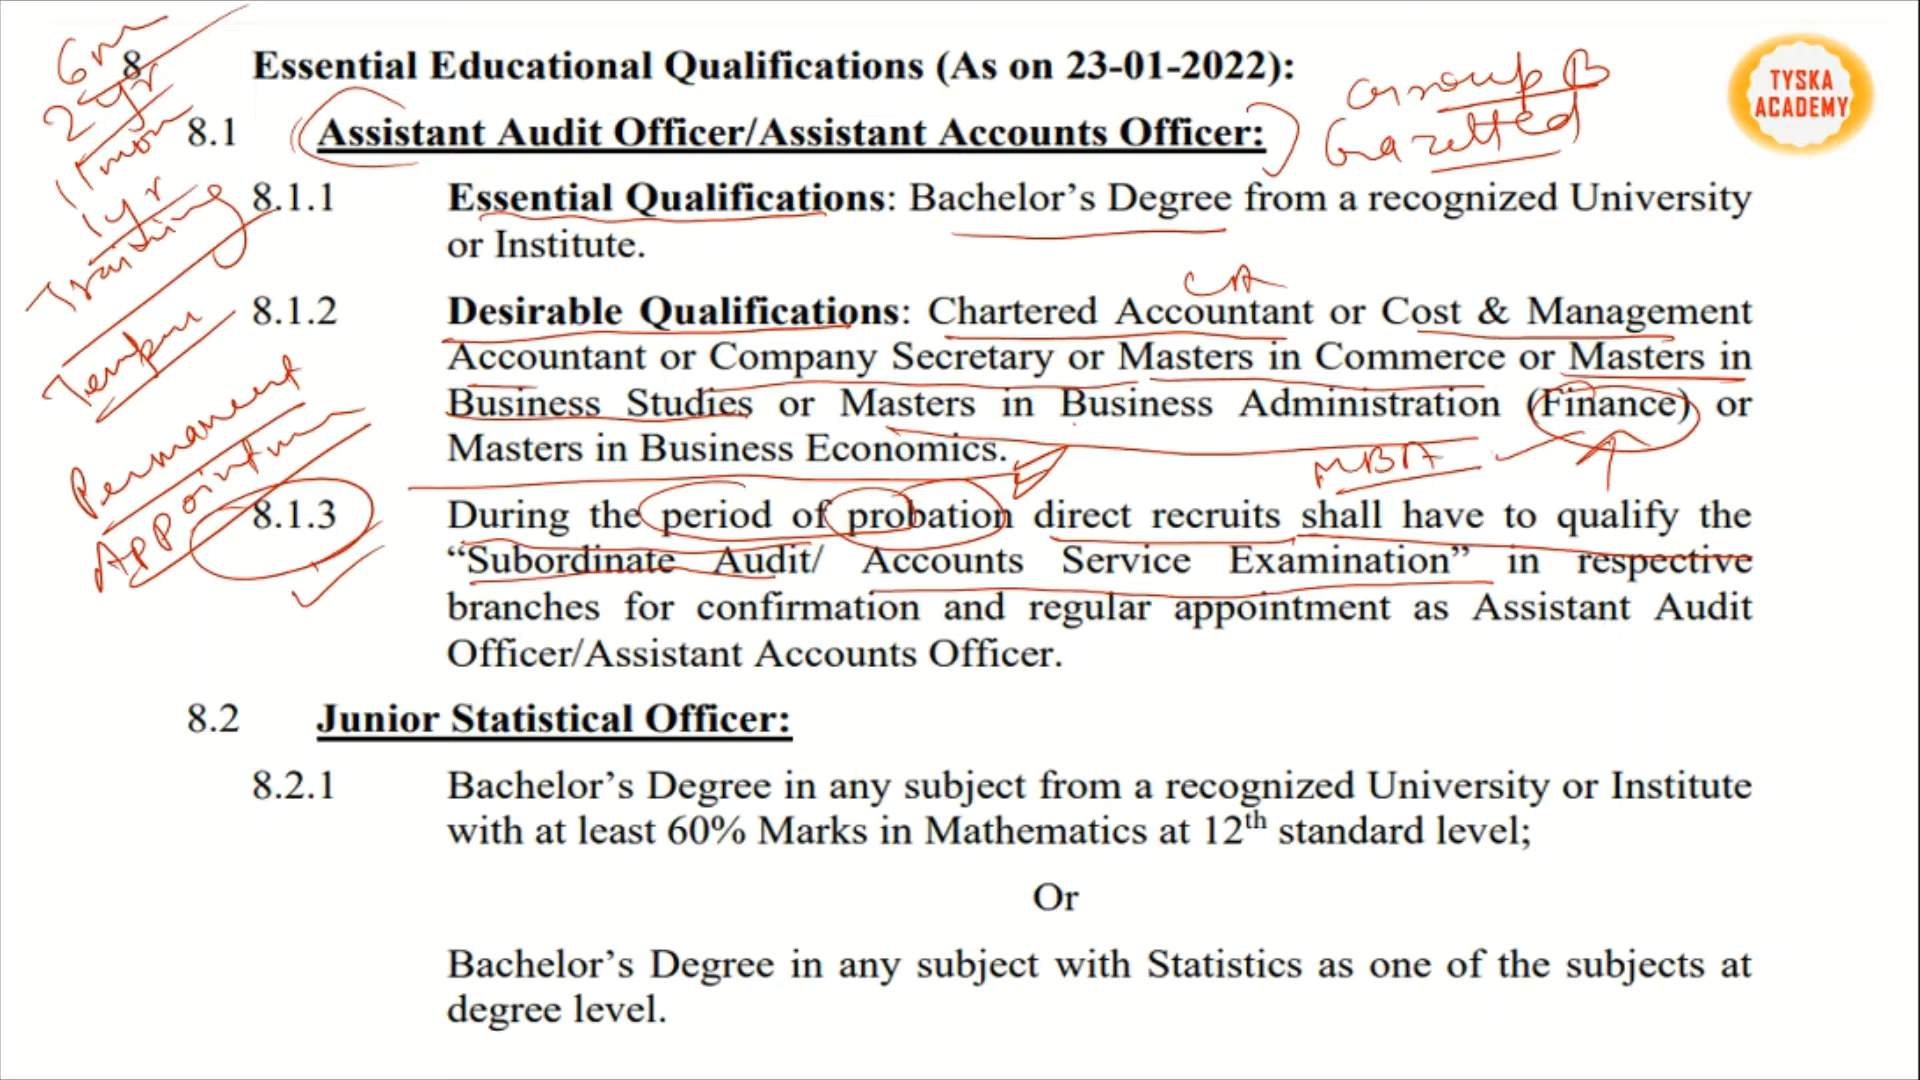 8 Essential Educational Qualifications (As on 23-01-2022):
Group B
Gazetted
TYSKA
ACADEMY
8.1 Assistant Audit Officer/Assistant Accounts Officer:
8.1.1 Essential Qualifications: Bachelor’s Degree from a recognized University
or Institute.
CA
8.1.2 Desirable Qualifications: Chartered Accountant or Cost & Management
Accountant or Company Secretary or Masters in Commerce or Masters in
Business Studies or Masters in Business Administration (Finance) or
Masters in Business Economics.
MBA
8.1.3 During the period of probation direct recruits shall have to qualify the
“Subordinate Audit/ Accounts Service Examination” in respective
branches for confirmation and regular appointment as Assistant Audit
Officer/Assistant Accounts Officer.
8.2 Junior Statistical Officer:
8.2.1 Bachelor’s Degree in any subject from a recognized University or Institute
with at least 60% Marks in Mathematics at 12th standard level;
Or
Bachelor’s Degree in any subject with Statistics as one of the subjects at
degree level.
6m
2yr
1yr
Training
Permanent